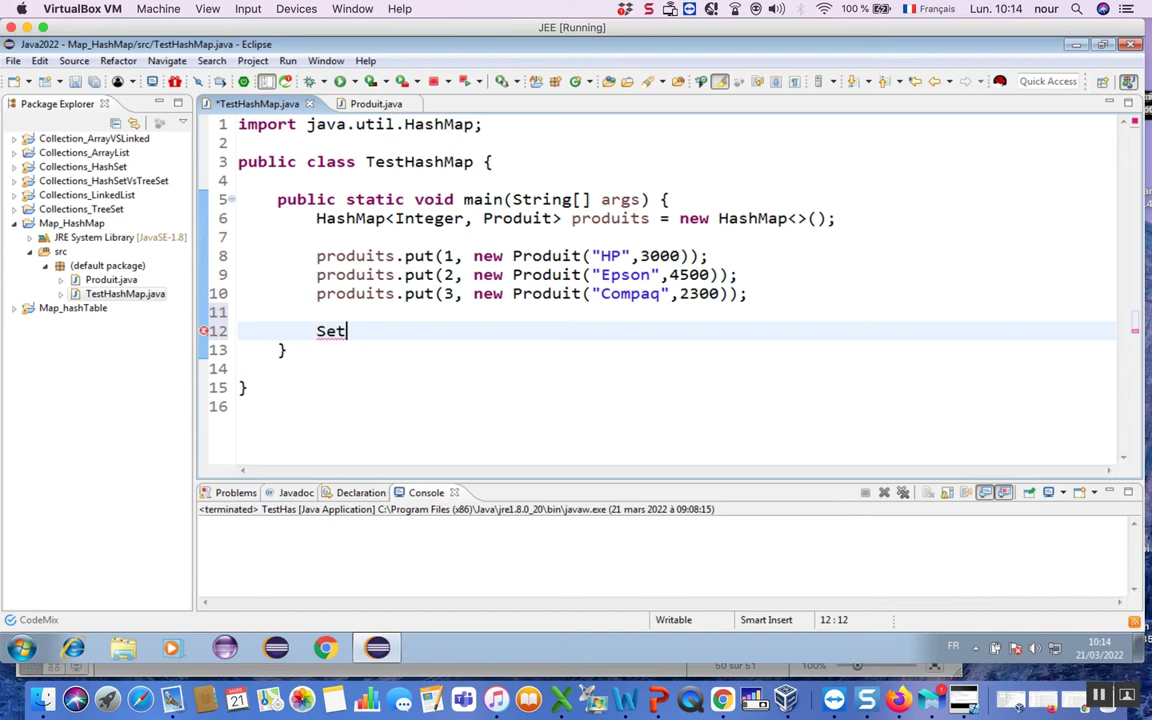 VirtualBox VM Machine View Input Devices Window Help 100 % Français Lun. 10:14 nour
JEE [Running]
Java2022 - Map_HashMap/src/TestHashMap.java - Eclipse
File Edit Source Refactor Navigate Search Project Run Window Help
Quick Access
Package Explorer
*TestHashMap.java Produit.java
Collections_ArrayVSLinked
Collections_ArrayList
Collections_HashSet
Collections_HashSetVsTreeSet
Collections_LinkedList
Collections_TreeSet
Map_HashMap
JRE System Library [JavaSE-1.8]
src
(default package)
Produit.java
TestHashMap.java
Map_hashTable
1 import java.util.HashMap;
2
3 public class TestHashMap {
4
5 public static void main(String[] args) {
6 HashMap<Integer, Produit> produits = new HashMap<>();
7
8 produits.put(1, new Produit("HP",3000));
9 produits.put(2, new Produit("Epson",4500));
10 produits.put(3, new Produit("Compaq",2300));
11
12 Set
13 }
14
15 }
16
Problems Javadoc Declaration Console
<terminated> TestHas [Java Application] C:\Program Files (x86)\Java\jre1.8.0_20\bin\javaw.exe (21 mars 2022 à 09:08:15)
CodeMix Writable Smart Insert 12 : 12
FR 10:14
21/03/2022
50 sur 51 100%